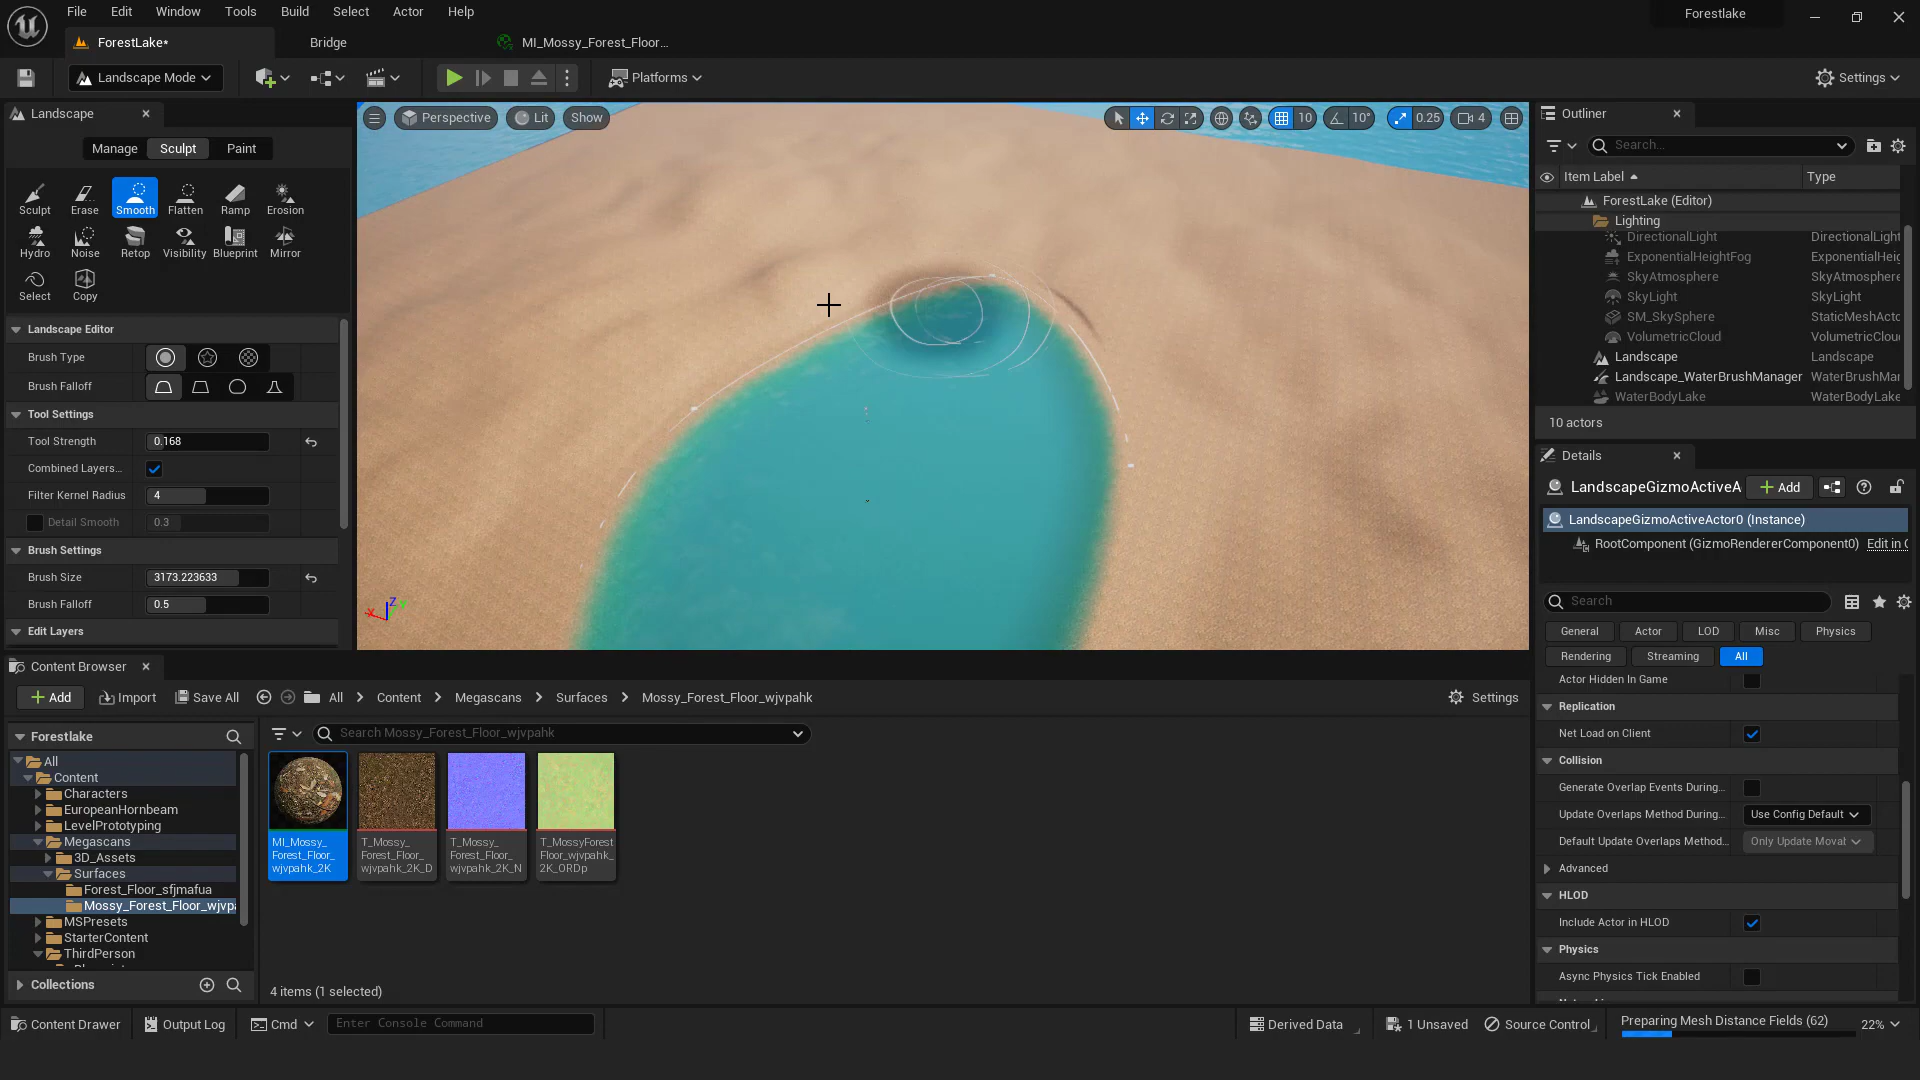 File Edit Window Tools Build Select Actor Help
Forestlake
ForestLake*
Bridge
MI_Mossy_Forest_Floor...
Landscape Mode
Platforms
Settings
Landscape
Manage Sculpt Paint
Sculpt Erase Smooth Flatten Ramp Erosion
Hydro Noise Retop Visibility Blueprint Mirror
Select Copy
Landscape Editor
Brush Type
Brush Falloff
Tool Settings
Tool Strength 0.168
Combined Layers...
Filter Kernel Radius 4
Detail Smooth 0.3
Brush Settings
Brush Size 3173.223633
Brush Falloff 0.5
Edit Layers
Perspective Lit Show
10 10° 0.25 4
X Z Y
Outliner
Search...
Item Label Type
ForestLake (Editor)
Lighting
DirectionalLight DirectionalLight
ExponentialHeightFog ExponentialHeig
SkyAtmosphere SkyAtmosphere
SkyLight SkyLight
SM_SkySphere StaticMeshActo
VolumetricCloud VolumetricClou
Landscape Landscape
Landscape_WaterBrushManager WaterBrushMa
WaterBodyLake WaterBodyLake
10 actors
Details
LandscapeGizmoActiveA Add
LandscapeGizmoActiveActor0 (Instance)
RootComponent (GizmoRendererComponent0) Edit in C
Search
General Actor LOD Misc Physics
Rendering Streaming All
Actor Hidden In Game
Replication
Net Load on Client
Collision
Generate Overlap Events During...
Update Overlaps Method During... Use Config Default
Default Update Overlaps Method... Only Update Movab
Advanced
HLOD
Include Actor in HLOD
Physics
Async Physics Tick Enabled
Content Browser
Add Import Save All All Content Megascans Surfaces Mossy_Forest_Floor_wjvpahk Settings
Forestlake
Search Mossy_Forest_Floor_wjvpahk
All
Content
Characters
EuropeanHornbeam
LevelPrototyping
Megascans
3D_Assets
Surfaces
Forest_Floor_sfjmafua
Mossy_Forest_Floor_wjvpa
MSPresets
StarterContent
ThirdPerson
Collections
MI_Mossy_
Forest_Floor_
wjvpahk_2K
T_Mossy_
Forest_Floor_
wjvpahk_2K_D
T_Mossy_
Forest_Floor_
wjvpahk_2K_N
T_MossyForest
Floor_wjvpahk_
2K_ORDp
4 items (1 selected)
Content Drawer Output Log Cmd Enter Console Command
Derived Data 1 Unsaved Source Control Preparing Mesh Distance Fields (62) 22%